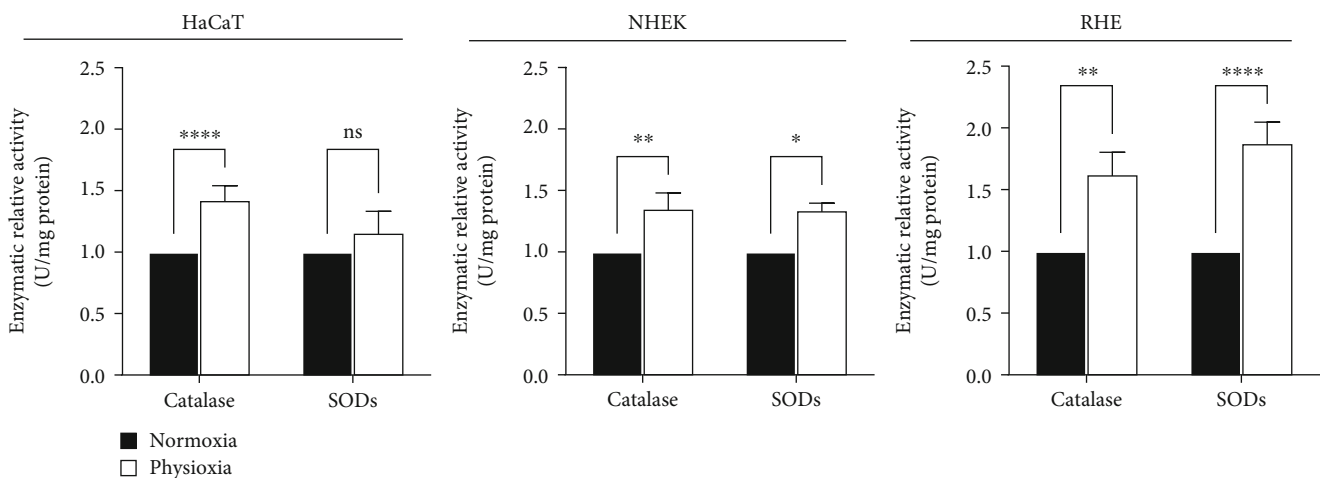 HaCaT
Enzymatic relative activity
(U/mg protein)
2.5
2.0
1.5
1.0
0.5
0.0
****
ns
Catalase
SODs
NHEK
Enzymatic relative activity
(U/mg protein)
2.5
2.0
1.5
1.0
0.5
0.0
**
*
Catalase
SODs
RHE
Enzymatic relative activity
(U/mg protein)
2.5
2.0
1.5
1.0
0.5
0.0
**
****
Catalase
SODs
Normoxia
Physioxia